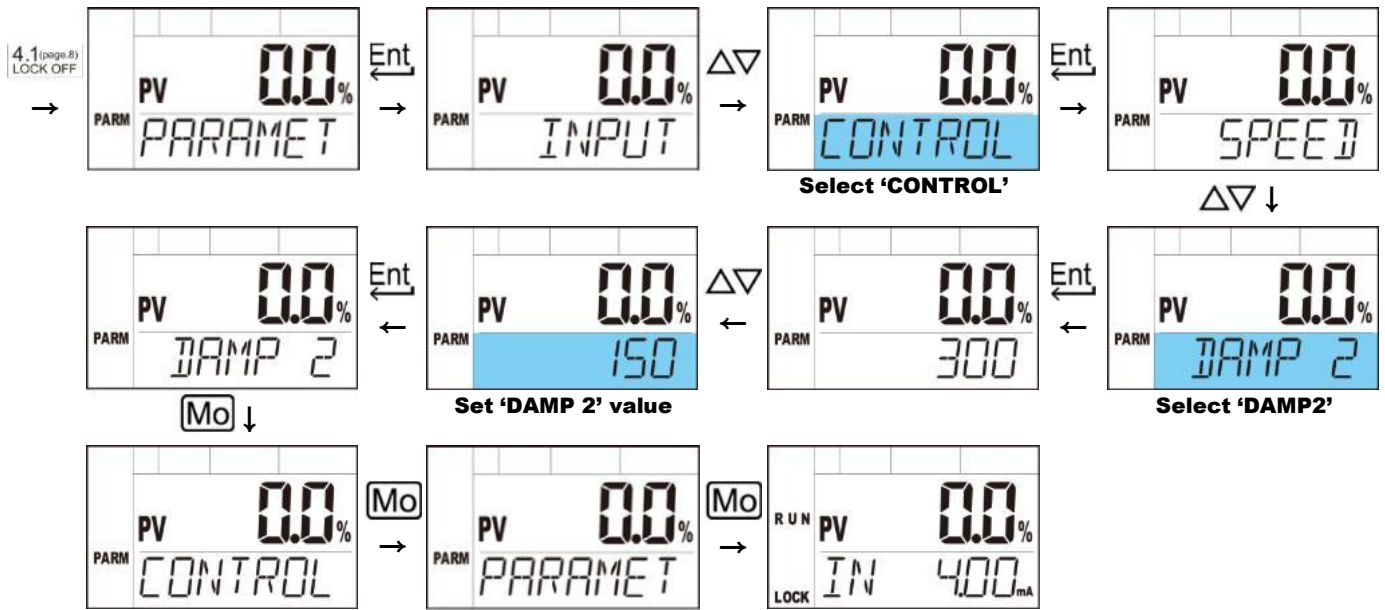 4.1(page.8)
LOCK OFF
→
PV 0.0%
PARM
PARAMET
Ent
→
PV 0.0%
PARM
INPUT
△▽
→
PV 0.0%
PARM
CONTROL
Select ‘CONTROL’
Ent
→
PV 0.0%
PARM
SPEED
△▽ ↓
PV 0.0%
PARM
DAMP 2
Select ‘DAMP2’
Ent
←
PV 0.0%
PARM
300
△▽
←
PV 0.0%
PARM
150
Set ‘DAMP 2’ value
Ent
←
PV 0.0%
PARM
DAMP 2
Mo ↓
PV 0.0%
PARM
CONTROL
Mo
→
PV 0.0%
PARM
PARAMET
Mo
→
RUN PV 0.0%
LOCK IN 4.00mA